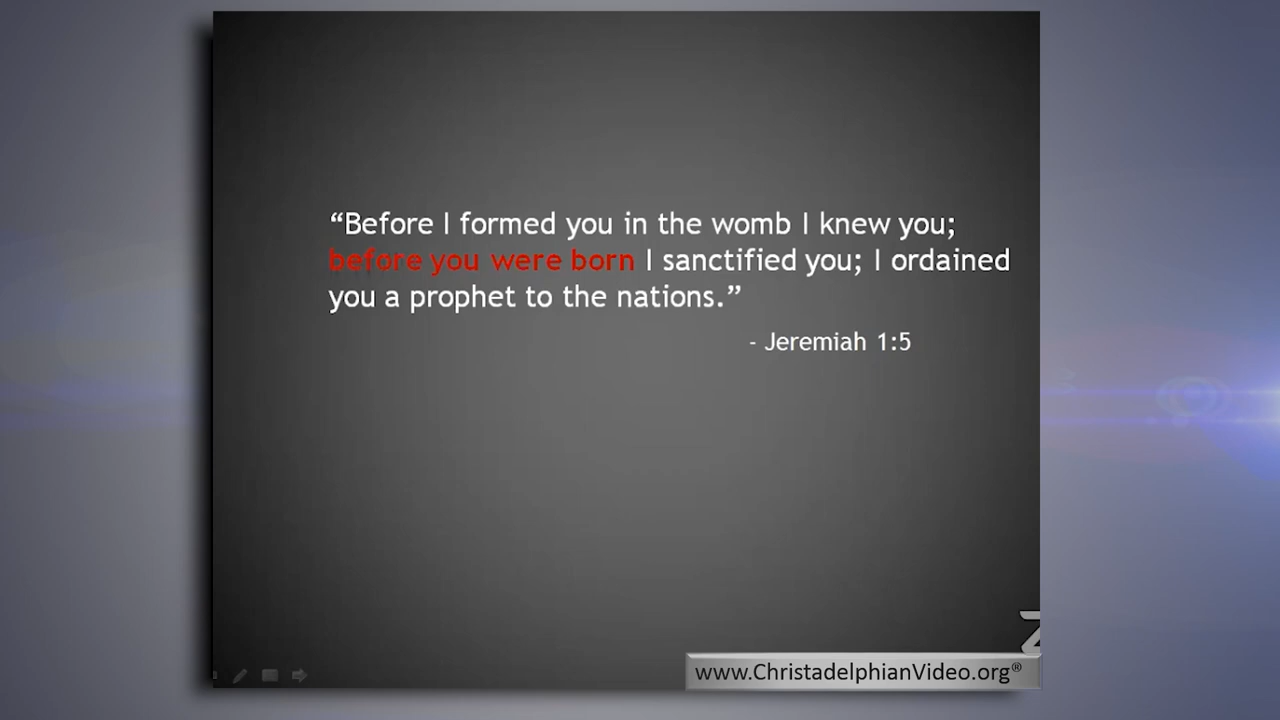 “Before I formed you in the womb I knew you;
before you were born I sanctified you; I ordained
you a prophet to the nations.”
- Jeremiah 1:5
www.ChristadelphianVideo.org®